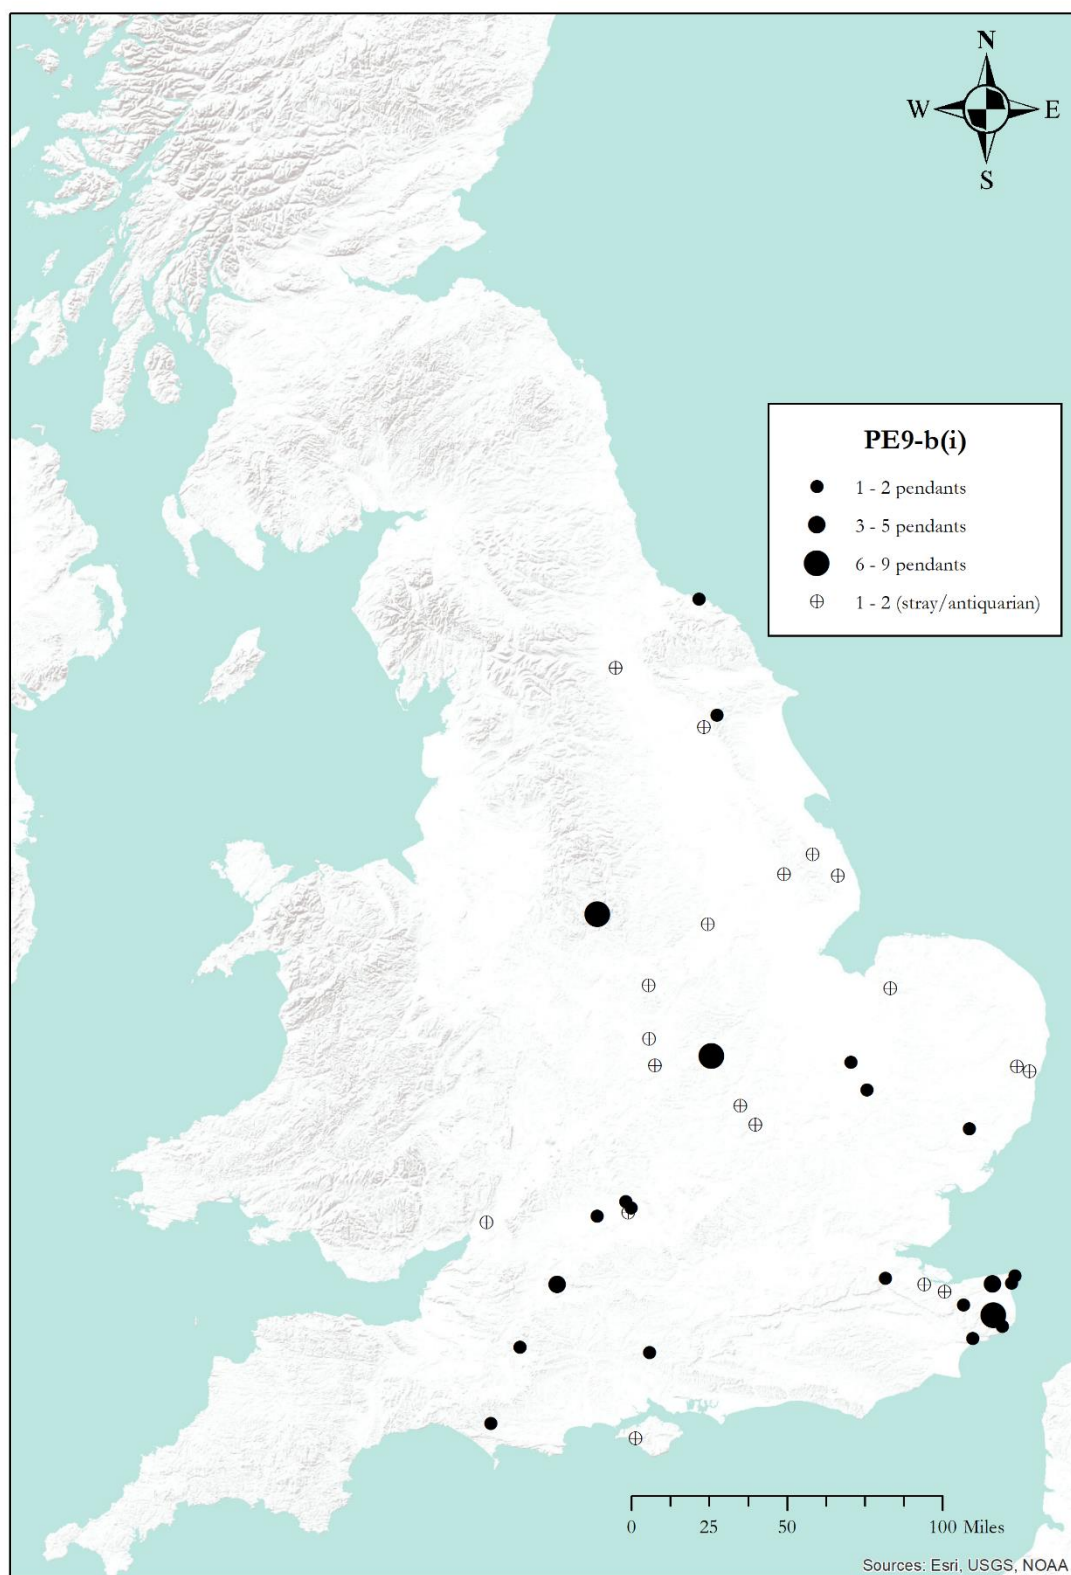 N
W E
S
PE9-b(i)
1 - 2 pendants
3 - 5 pendants
6 - 9 pendants
1 - 2 (stray/antiquarian)
0 25 50 100 Miles
Sources: Esri, USGS, NOAA